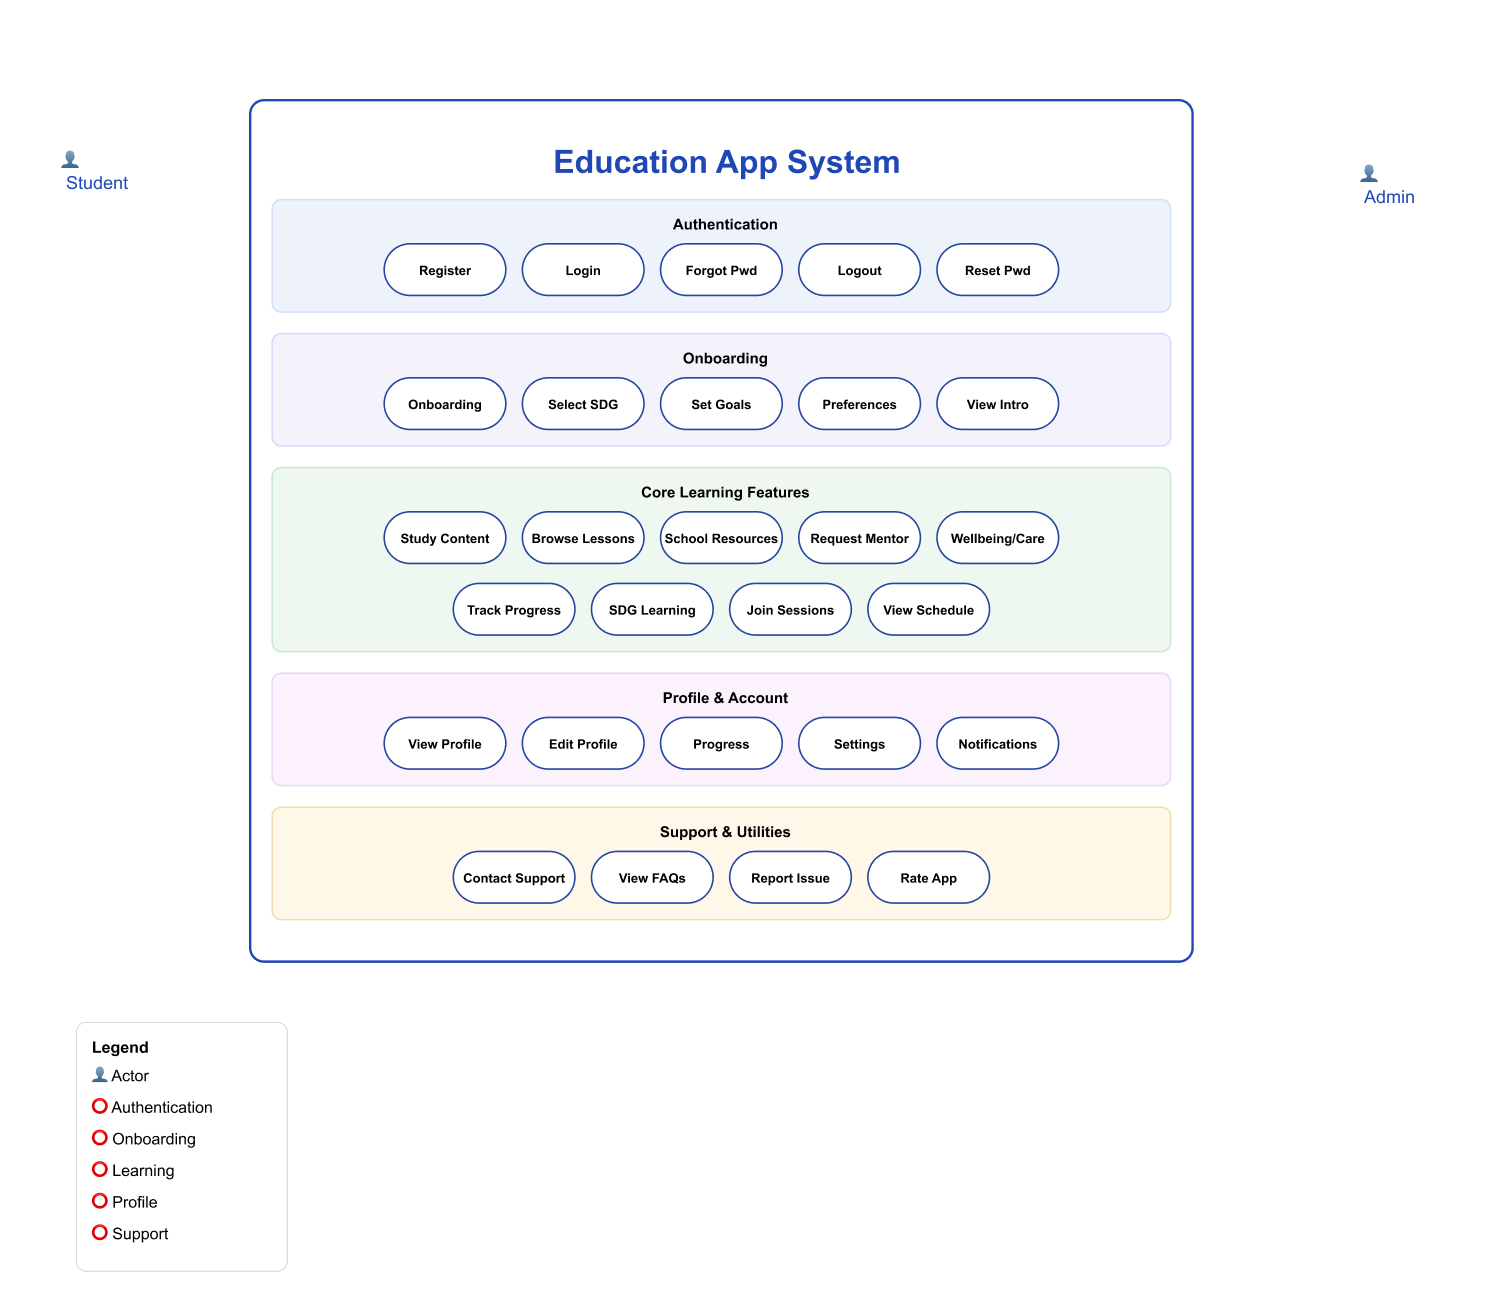 Education App System
Student
Admin
Authentication
Register
Login
Forgot Pwd
Logout
Reset Pwd
Onboarding
Onboarding
Select SDG
Set Goals
Preferences
View Intro
Core Learning Features
Study Content
Browse Lessons
School Resources
Request Mentor
Wellbeing/Care
Track Progress
SDG Learning
Join Sessions
View Schedule
Profile & Account
View Profile
Edit Profile
Progress
Settings
Notifications
Support & Utilities
Contact Support
View FAQs
Report Issue
Rate App
Legend
Actor
Authentication
Onboarding
Learning
Profile
Support